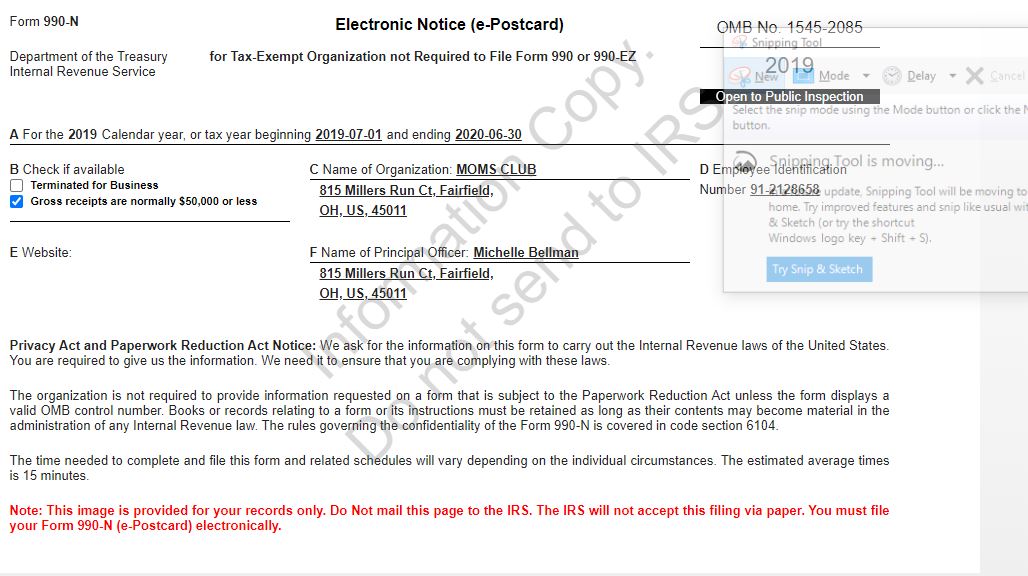 Form 990-N
Electronic Notice (e-Postcard)
OMB No. 1545-2085
Department of the Treasury
Internal Revenue Service
for Tax-Exempt Organization not Required to File Form 990 or 990-EZ
2019
Open to Public Inspection
A For the 2019 Calendar year, or tax year beginning 2019-07-01 and ending 2020-06-30
B Check if available
Terminated for Business
Gross receipts are normally $50,000 or less
C Name of Organization: MOMS CLUB
815 Millers Run Ct, Fairfield,
OH, US, 45011
D Employee Identification
Number 91-2128658
E Website:
F Name of Principal Officer: Michelle Bellman
815 Millers Run Ct, Fairfield,
OH, US, 45011
Privacy Act and Paperwork Reduction Act Notice: We ask for the information on this form to carry out the Internal Revenue laws of the United States.
You are required to give us the information. We need it to ensure that you are complying with these laws.
The organization is not required to provide information requested on a form that is subject to the Paperwork Reduction Act unless the form displays a
valid OMB control number. Books or records relating to a form or its instructions must be retained as long as their contents may become material in the
administration of any Internal Revenue law. The rules governing the confidentiality of the Form 990-N is covered in code section 6104.
The time needed to complete and file this form and related schedules will vary depending on the individual circumstances. The estimated average times
is 15 minutes.
Note: This image is provided for your records only. Do Not mail this page to the IRS. The IRS will not accept this filing via paper. You must file
your Form 990-N (e-Postcard) electronically.
Information Copy.
Do not send to IRS
Snipping Tool
New Mode Delay Cancel
Select the snip mode using the Mode button or click the N
button.
Snipping Tool is moving...
update, Snipping Tool will be moving to
home. Try improved features and snip like usual wit
& Sketch (or try the shortcut
Windows logo key + Shift + S).
Try Snip & Sketch